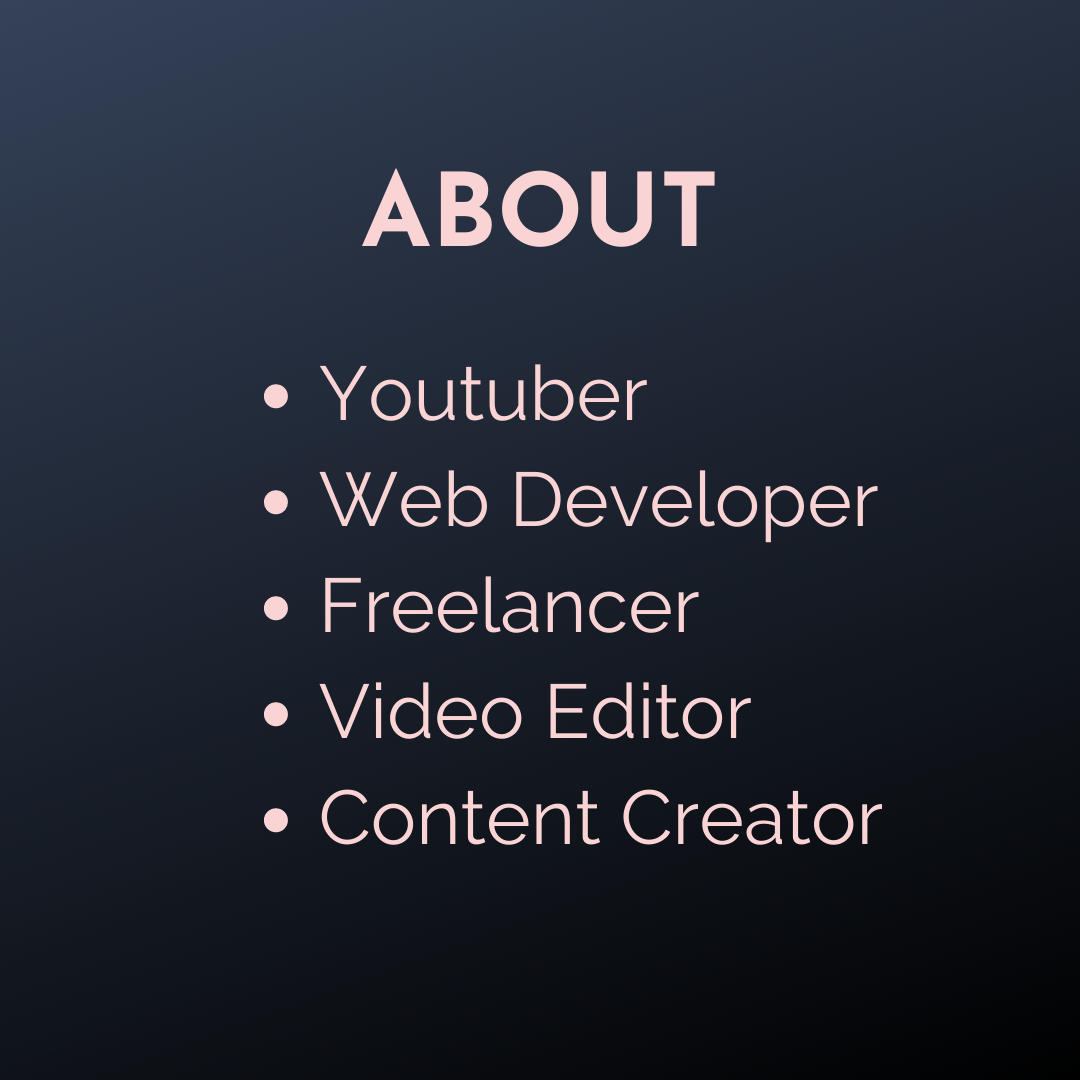 ABOUT
• Youtuber
• Web Developer
• Freelancer
• Video Editor
• Content Creator